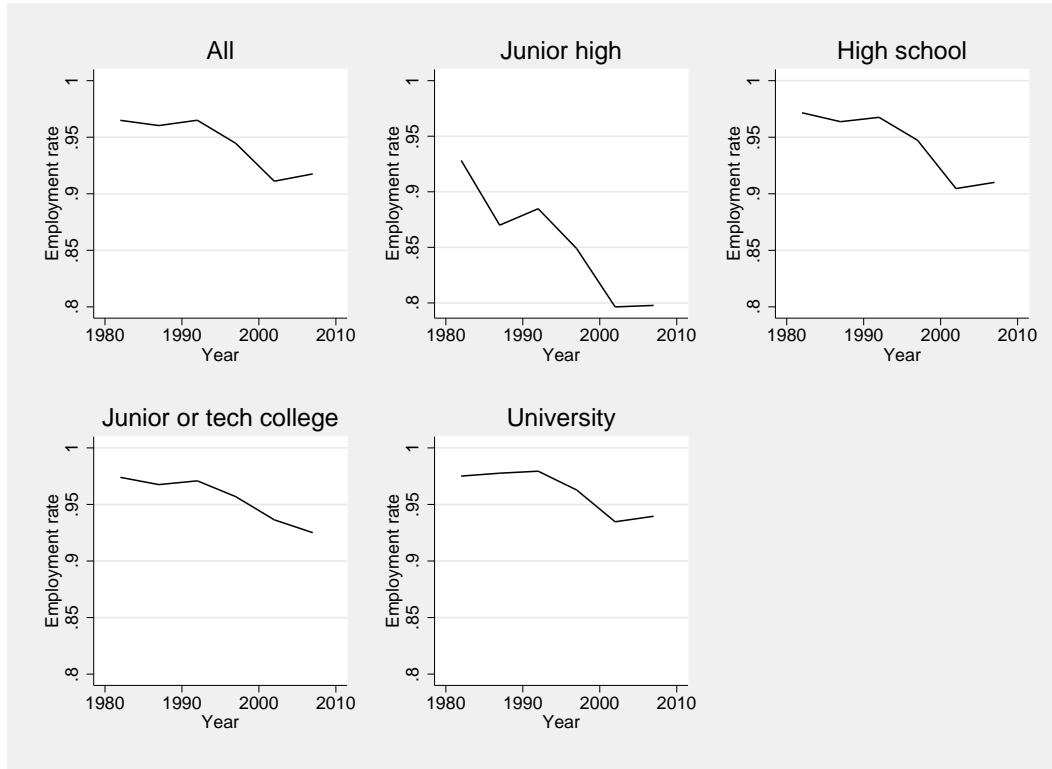 All
Employment rate
1
.95
.9
.85
.8
1980 1990 2000 2010
Year
Junior high
Employment rate
1
.95
.9
.85
.8
1980 1990 2000 2010
Year
High school
Employment rate
1
.95
.9
.85
.8
1980 1990 2000 2010
Year
Junior or tech college
Employment rate
1
.95
.9
.85
.8
1980 1990 2000 2010
Year
University
Employment rate
1
.95
.9
.85
.8
1980 1990 2000 2010
Year